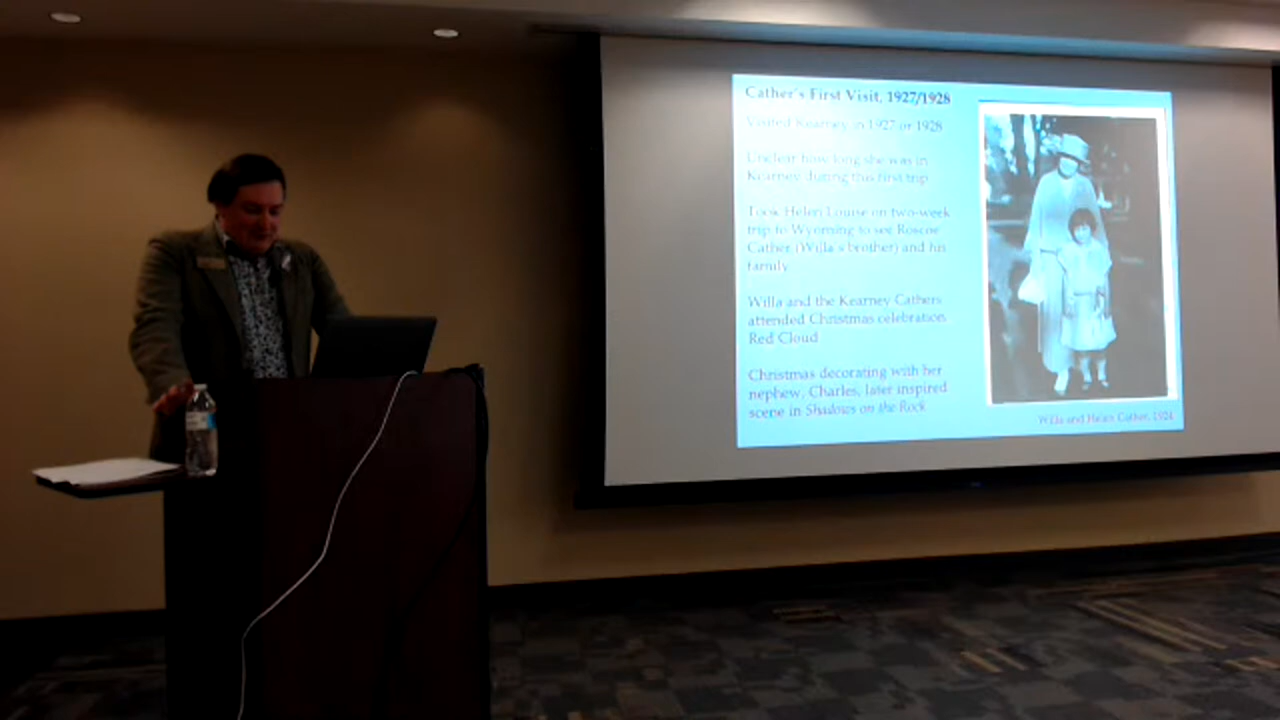 Cather's First Visit, 1927/1928
Visited Kearney in 1927 or 1928
Unclear how long she was in
Kearney during this first trip
Took Helen Louise on two-week
trip to Wyoming to see Roscoe
Cather (Willa's brother) and his
family
Willa and the Kearney Cathers
attended Christmas celebration
Red Cloud
Christmas decorating with her
nephew, Charles, later inspired
scene in Shadows on the Rock
Willa and Helen Cather, 1924